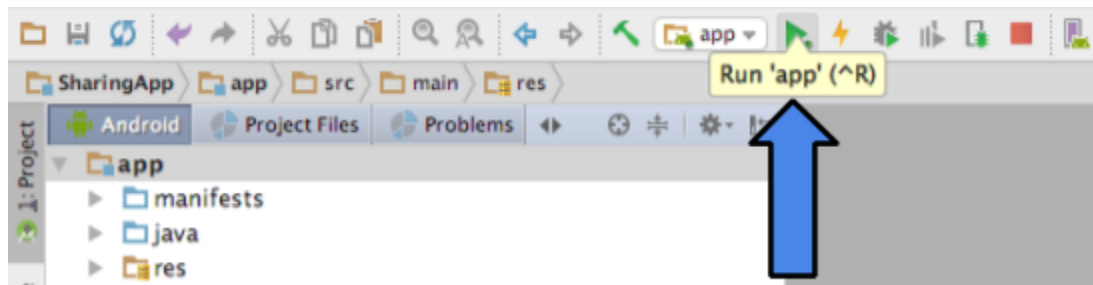 app
Run 'app' (^R)
SharingApp app src main res
Android Project Files Problems
1: Project
app
manifests
java
res